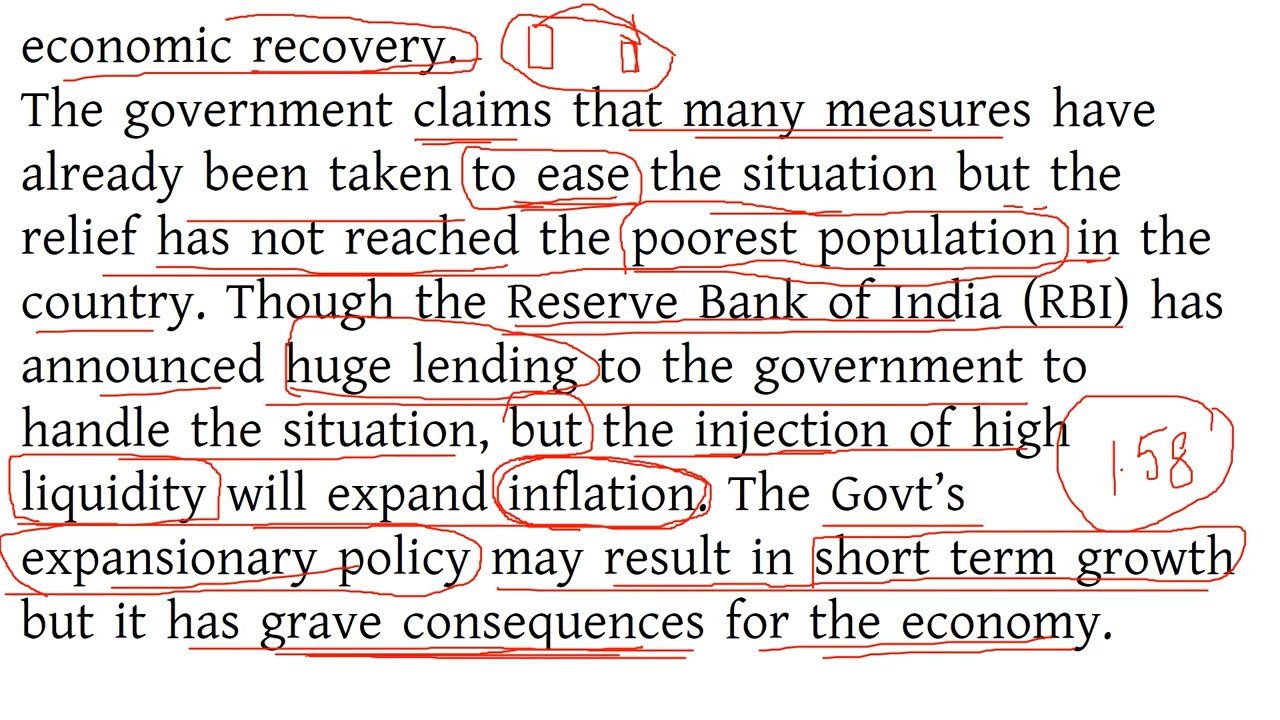 economic recovery.
The government claims that many measures have
already been taken to ease the situation but the
relief has not reached the poorest population in the
country. Though the Reserve Bank of India (RBI) has
announced huge lending to the government to
handle the situation, but the injection of high
1.58
liquidity will expand inflation. The Govt’s
expansionary policy may result in short term growth
but it has grave consequences for the economy.